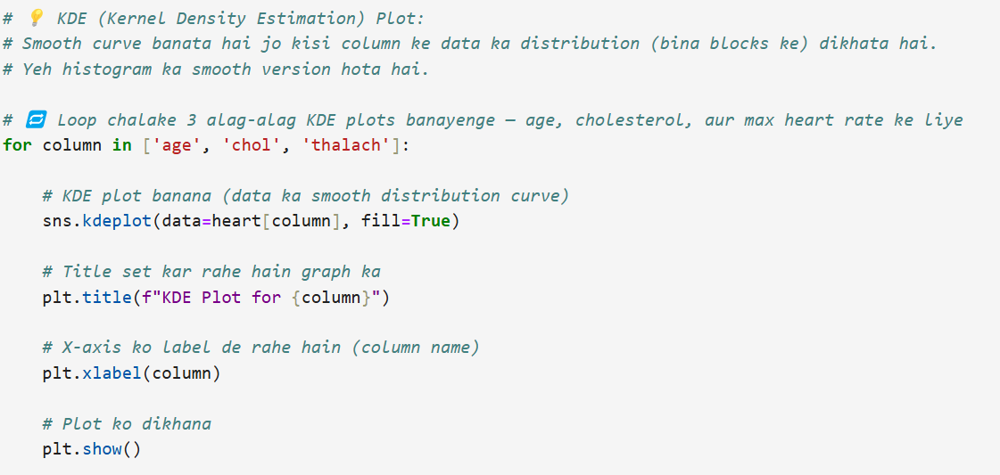 # 💡 KDE (Kernel Density Estimation) Plot:
# Smooth curve banata hai jo kisi column ke data ka distribution (bina blocks ke) dikhata hai.
# Yeh histogram ka smooth version hota hai.

# 🔁 Loop chalake 3 alag-alag KDE plots banayenge — age, cholesterol, aur max heart rate ke liye
for column in ['age', 'chol', 'thalach']:

    # KDE plot banana (data ka smooth distribution curve)
    sns.kdeplot(data=heart[column], fill=True)

    # Title set kar rahe hain graph ka
    plt.title(f"KDE Plot for {column}")

    # X-axis ko label de rahe hain (column name)
    plt.xlabel(column)

    # Plot ko dikhana
    plt.show()